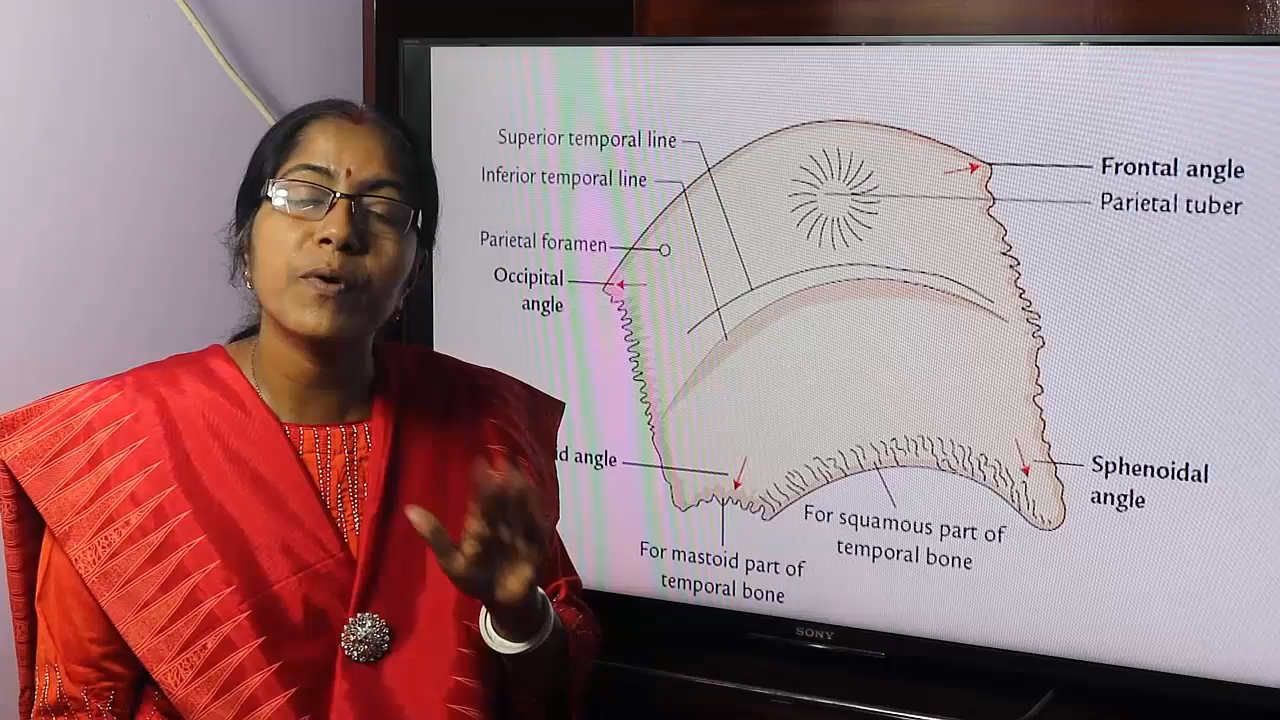 Superior temporal line
Inferior temporal line
Parietal foramen
Occipital
angle
id angle
For mastoid part of
temporal bone
For squamous part of
temporal bone
Frontal angle
Parietal tuber
Sphenoidal
angle
SONY